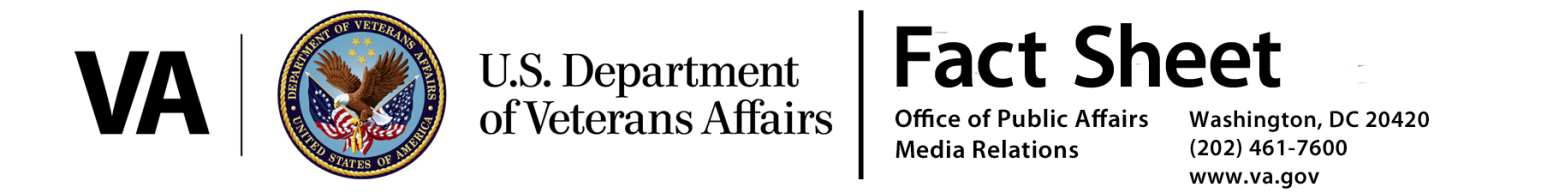 VA
DEPARTMENT OF VETERANS AFFAIRS
UNITED STATES OF AMERICA
U.S. Department
of Veterans Affairs
Fact Sheet
Office of Public Affairs
Media Relations
Washington, DC 20420
(202) 461-7600
www.va.gov